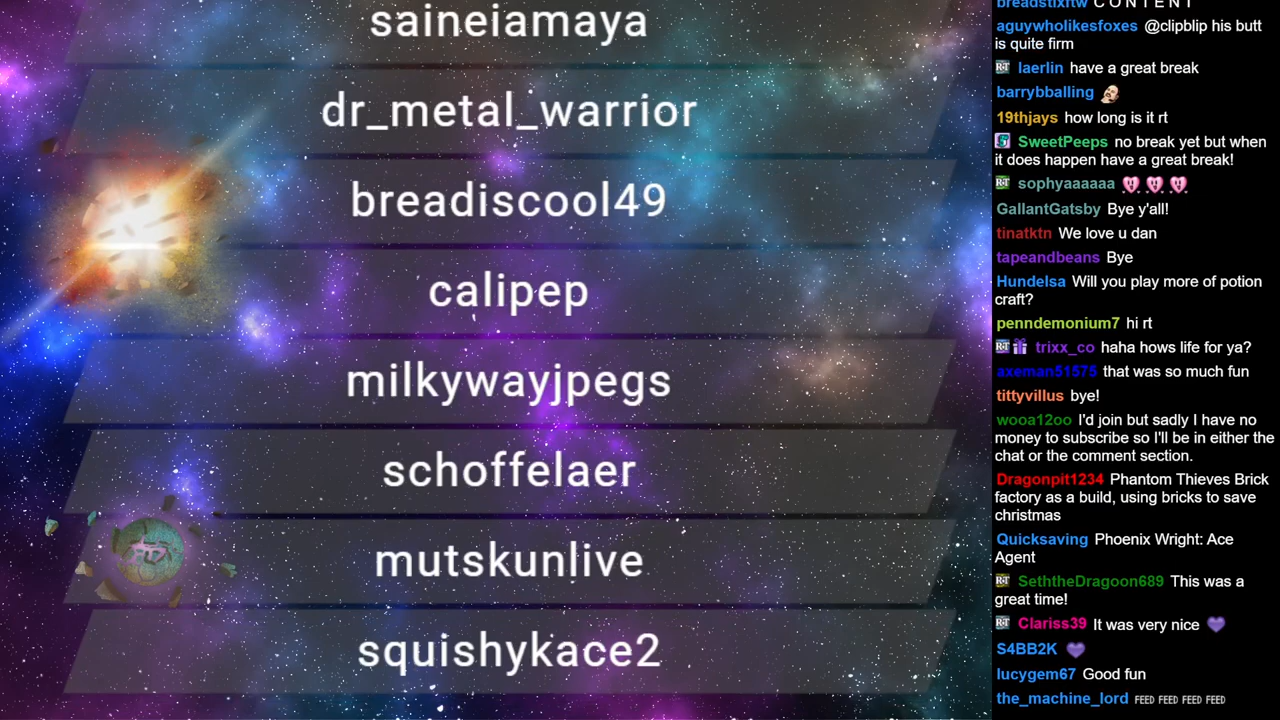 saineiamaya
dr_metal_warrior
breadiscool49
calipep
milkywayjpegs
schoffelaer
mutskunlive
squishykace2
breadstixftw C O N T E N T
aguywholikesfoxes @clipblip his butt
is quite firm
laerlin have a great break
barrybballing
19thjays how long is it rt
SweetPeeps no break yet but when
it does happen have a great break!
sophyaaaaaa
GallantGatsby Bye y'all!
tinatktn We love u dan
tapeandbeans Bye
Hundelsa Will you play more of potion
craft?
penndemonium7 hi rt
trixx_co haha hows life for ya?
axeman51575 that was so much fun
tittyvillus bye!
wooa12oo I'd join but sadly I have no
money to subscribe so I'll be in either the
chat or the comment section.
Dragonpit1234 Phantom Thieves Brick
factory as a build, using bricks to save
christmas
Quicksaving Phoenix Wright: Ace
Agent
SeththeDragoon689 This was a
great time!
Clariss39 It was very nice
S4BB2K
lucygem67 Good fun
the_machine_lord FEED FEED FEED FEED